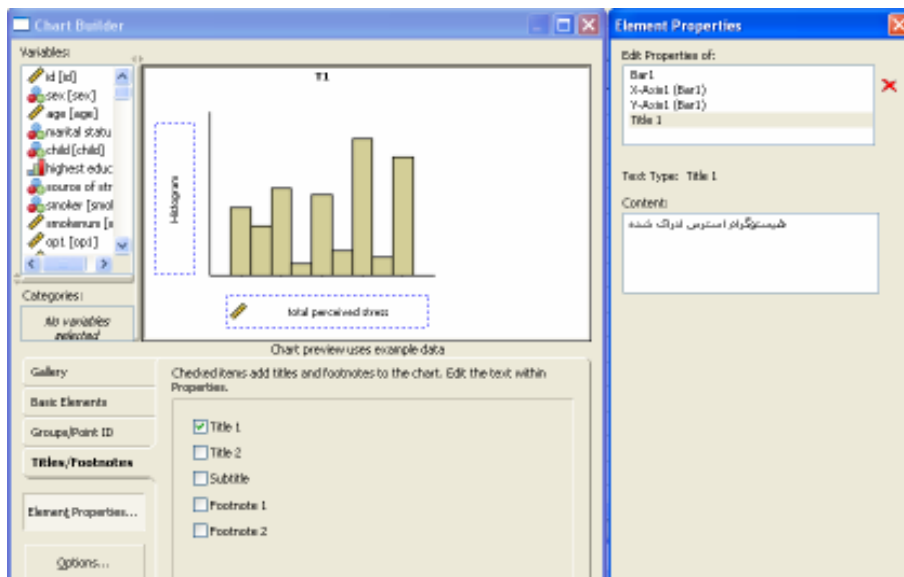 Chart Builder
Variables:
id [id]
sex [sex]
age [age]
marital statu
child [child]
highest educ
source of str
smoker [smol
smokenum [s
op1 [op1]
Categories:
No variables
selected
T1
Histogram
total perceived stress
Chart preview uses example data
Gallery
Basic Elements
Groups/Point ID
Titles/Footnotes
Element Properties...
Options...
Checked items add titles and footnotes to the chart. Edit the text within
Properties.
Title 1
Title 2
Subtitle
Footnote 1
Footnote 2
Element Properties
Edit Properties of:
Bar1
X-Axis1 (Bar1)
Y-Axis1 (Bar1)
Title 1
Text Type: Title 1
Content:
هیستوگرام استرس ادراک شده